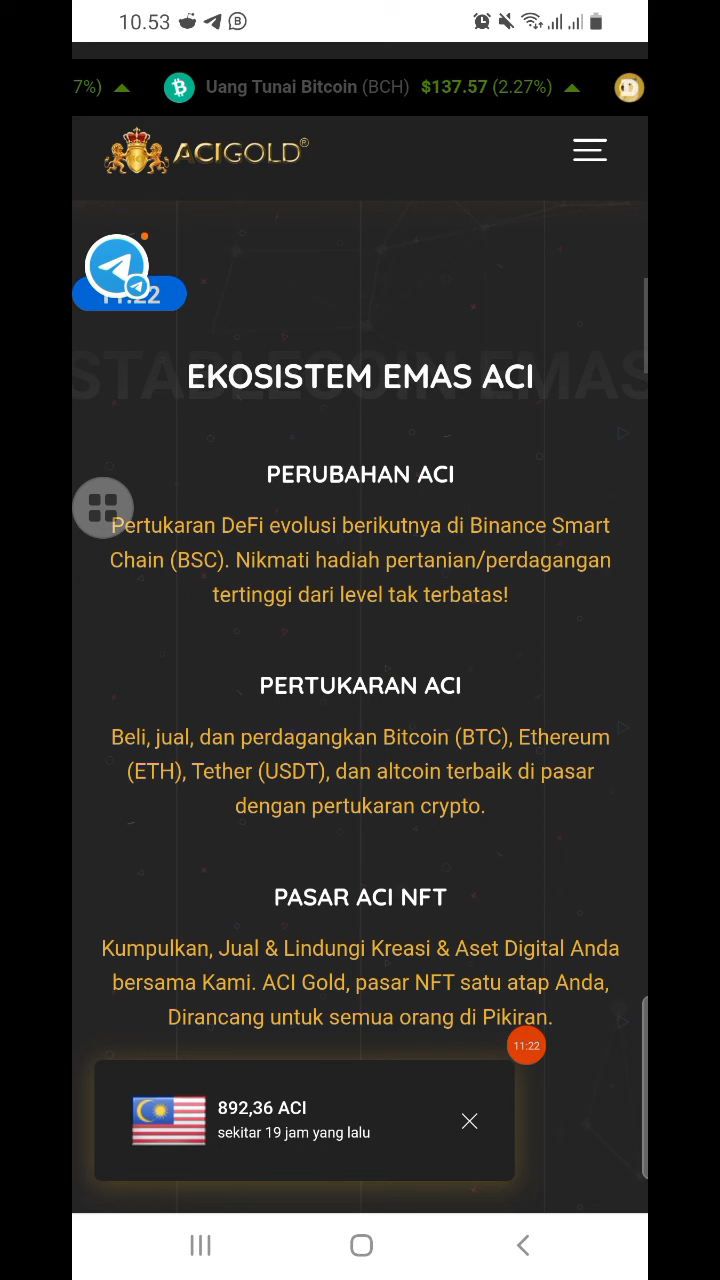 10.53
7%) Uang Tunai Bitcoin (BCH) $137.57 (2.27%)
ACIGOLD®
11:22
STABLECOIN EMAS
EKOSISTEM EMAS ACI
PERUBAHAN ACI
Pertukaran DeFi evolusi berikutnya di Binance Smart
Chain (BSC). Nikmati hadiah pertanian/perdagangan
tertinggi dari level tak terbatas!
PERTUKARAN ACI
Beli, jual, dan perdagangkan Bitcoin (BTC), Ethereum
(ETH), Tether (USDT), dan altcoin terbaik di pasar
dengan pertukaran crypto.
PASAR ACI NFT
Kumpulkan, Jual & Lindungi Kreasi & Aset Digital Anda
bersama Kami. ACI Gold, pasar NFT satu atap Anda,
Dirancang untuk semua orang di Pikiran.
11:22
892,36 ACI
sekitar 19 jam yang lalu